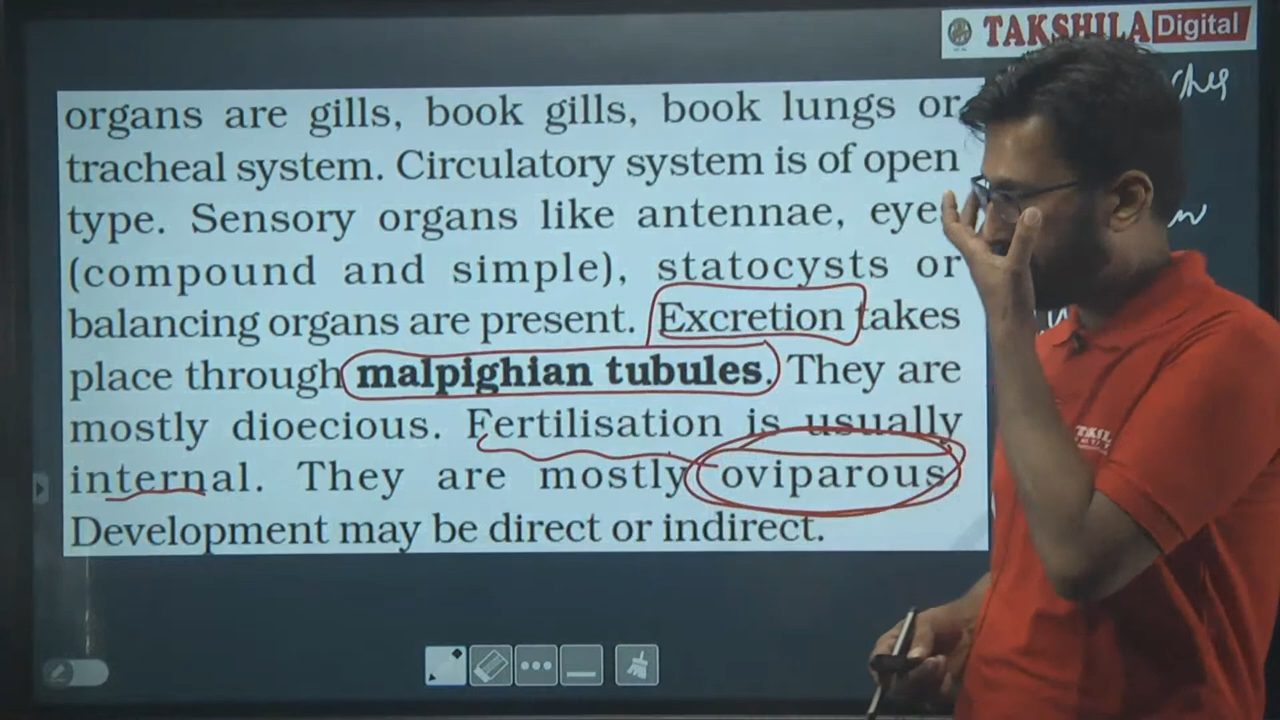 TAKSHILA Digital
organs are gills, book gills, book lungs or
tracheal system. Circulatory system is of open
type. Sensory organs like antennae, eyes
(compound and simple), statocysts or
balancing organs are present. Excretion takes
place through malpighian tubules. They are
mostly dioecious. Fertilisation is usually
internal. They are mostly oviparous
Development may be direct or indirect.